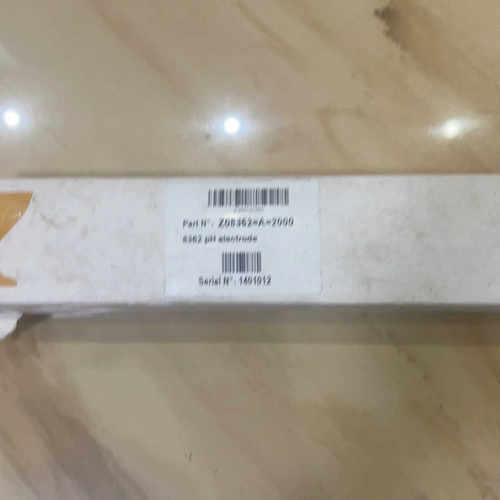 Part N°: Z08362=A=2000
8362 pH electrode
Serial N°: 1401012